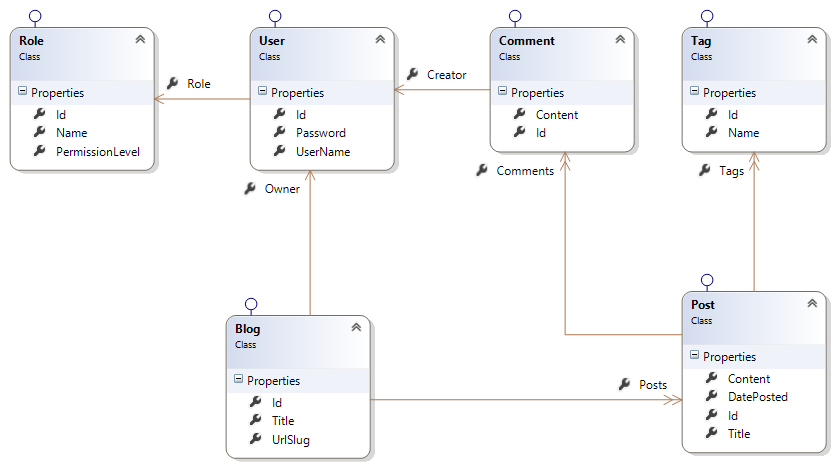 Role
Class
Properties
Id
Name
PermissionLevel
Role
User
Class
Properties
Id
Password
UserName
Creator
Comment
Class
Properties
Content
Id
Tag
Class
Properties
Id
Name
Owner
Comments
Tags
Blog
Class
Properties
Id
Title
UrlSlug
Posts
Post
Class
Properties
Content
DatePosted
Id
Title